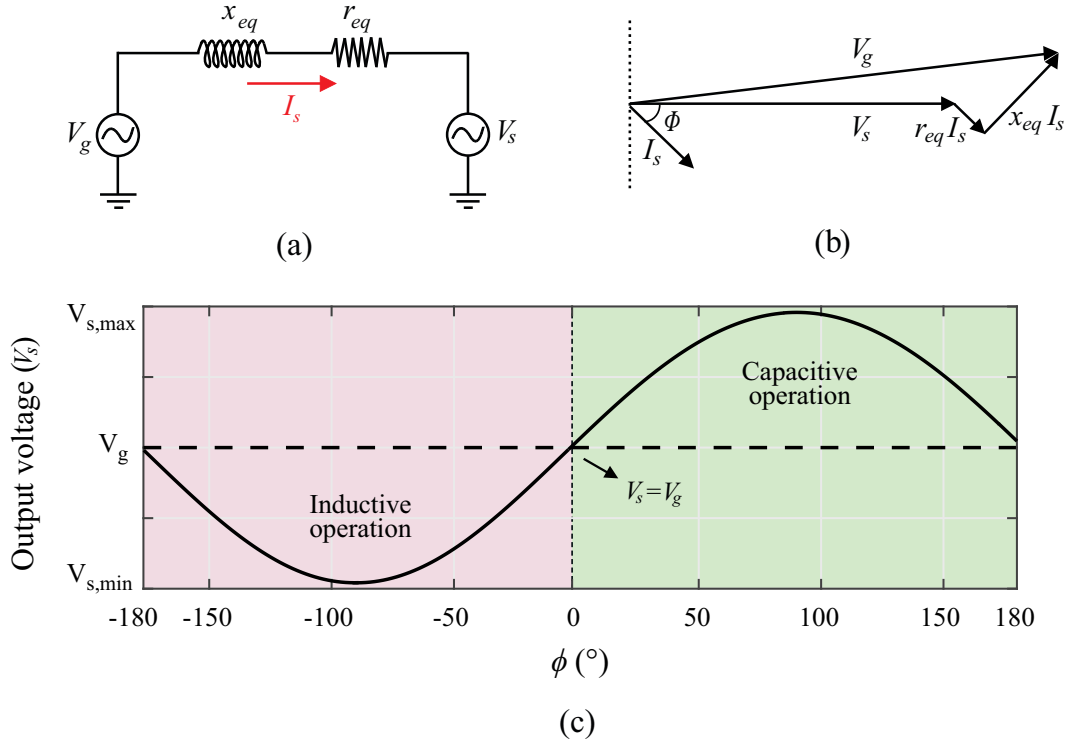 x_eq r_eq
I_s
V_g V_s
(a)
V_g
Φ
V_s r_eq I_s x_eq I_s
I_s
(b)
Output voltage (V_s)
V_s,max
V_g
V_s,min
Capacitive
operation
V_s = V_g
Inductive
operation
-180 -150 -100 -50 0 50 100 150 180
ϕ (°)
(c)